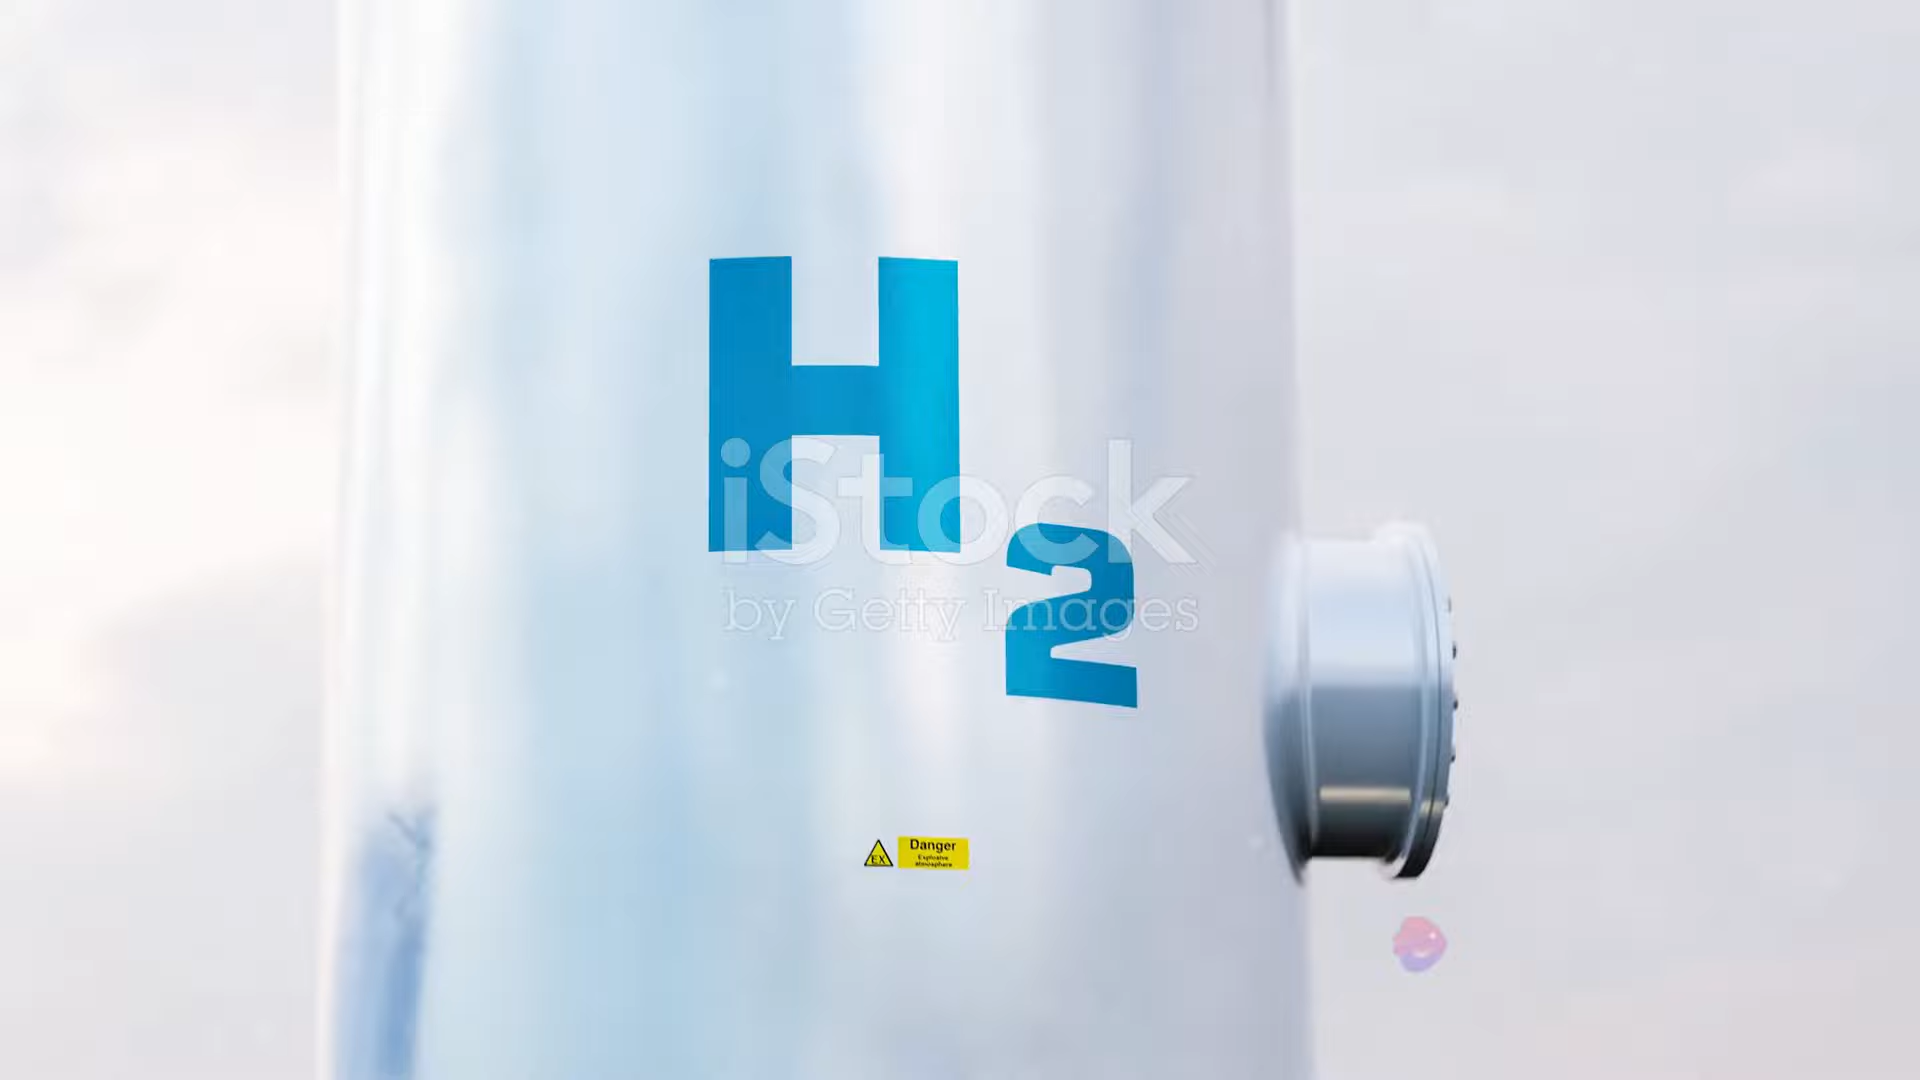 H
2
iStock
by Getty Images
EX
Danger
Explosive
atmosphere